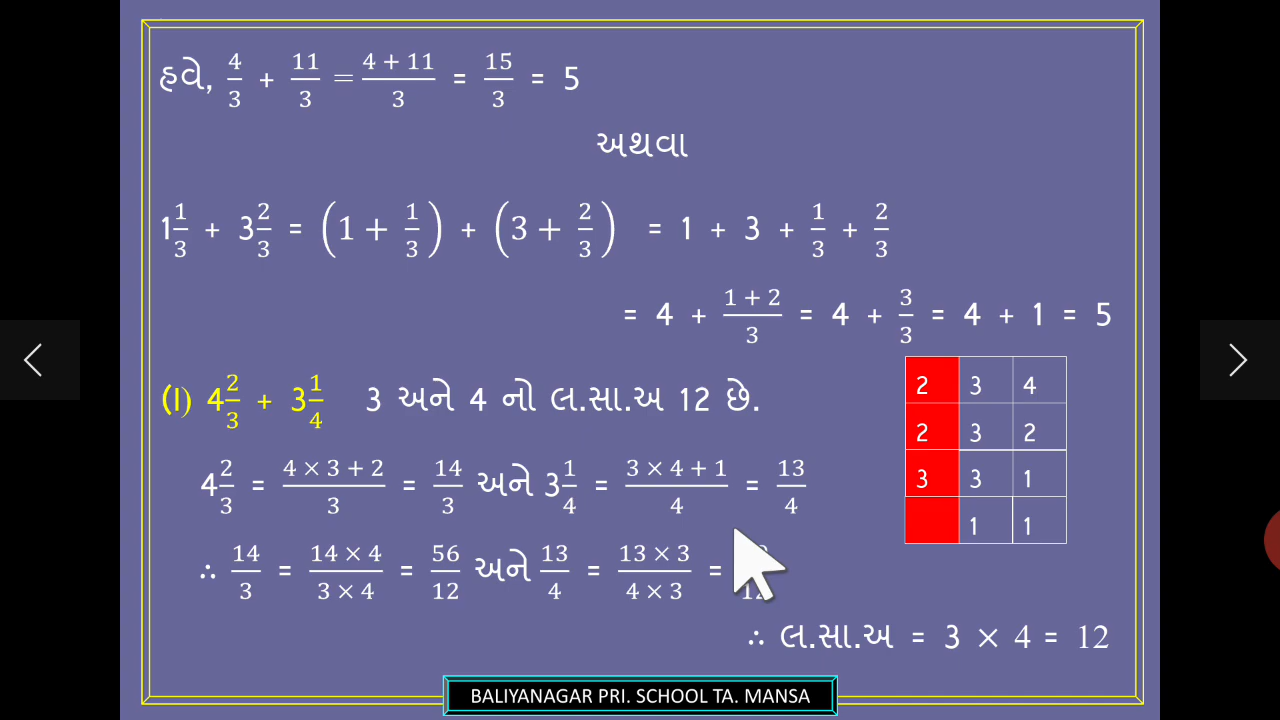 હવે, 4/3 + 11/3 = (4 + 11)/3 = 15/3 = 5
અથવા
1 1/3 + 3 2/3 = (1 + 1/3) + (3 + 2/3) = 1 + 3 + 1/3 + 2/3
= 4 + (1 + 2)/3 = 4 + 3/3 = 4 + 1 = 5
(1) 4 2/3 + 3 1/4 3 અને 4 નો લ.સા.અ 12 છે.
4 2/3 = (4 × 3 + 2)/3 = 14/3 અને 3 1/4 = (3 × 4 + 1)/4 = 13/4
∴ 14/3 = (14 × 4)/(3 × 4) = 56/12 અને 13/4 = (13 × 3)/(4 × 3) =
2 3 4
2 3 2
3 3 1
1 1
∴ લ.સા.અ = 3 × 4 = 12
BALIYANAGAR PRI. SCHOOL TA. MANSA